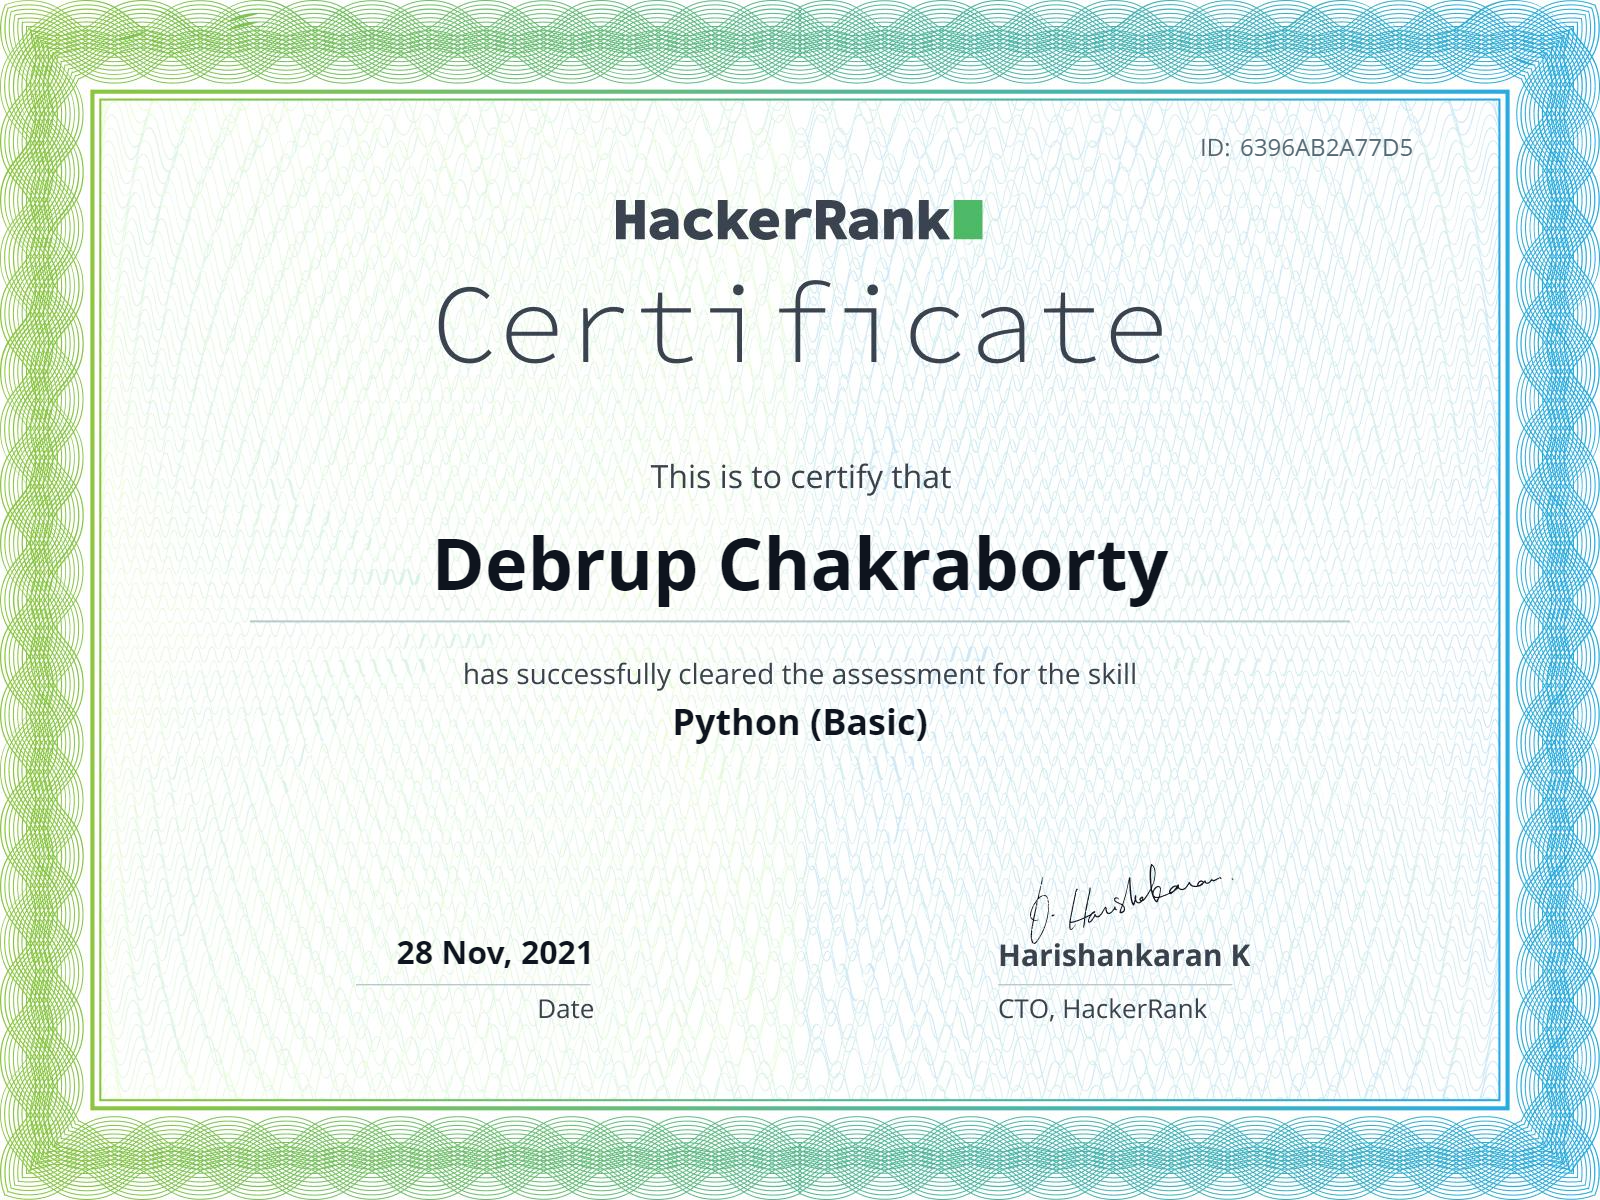 ID: 6396AB2A77D5
HackerRank
Certificate
This is to certify that
Debrup Chakraborty
has successfully cleared the assessment for the skill
Python (Basic)
J. Harishankaran
28 Nov, 2021
Harishankaran K
Date
CTO, HackerRank